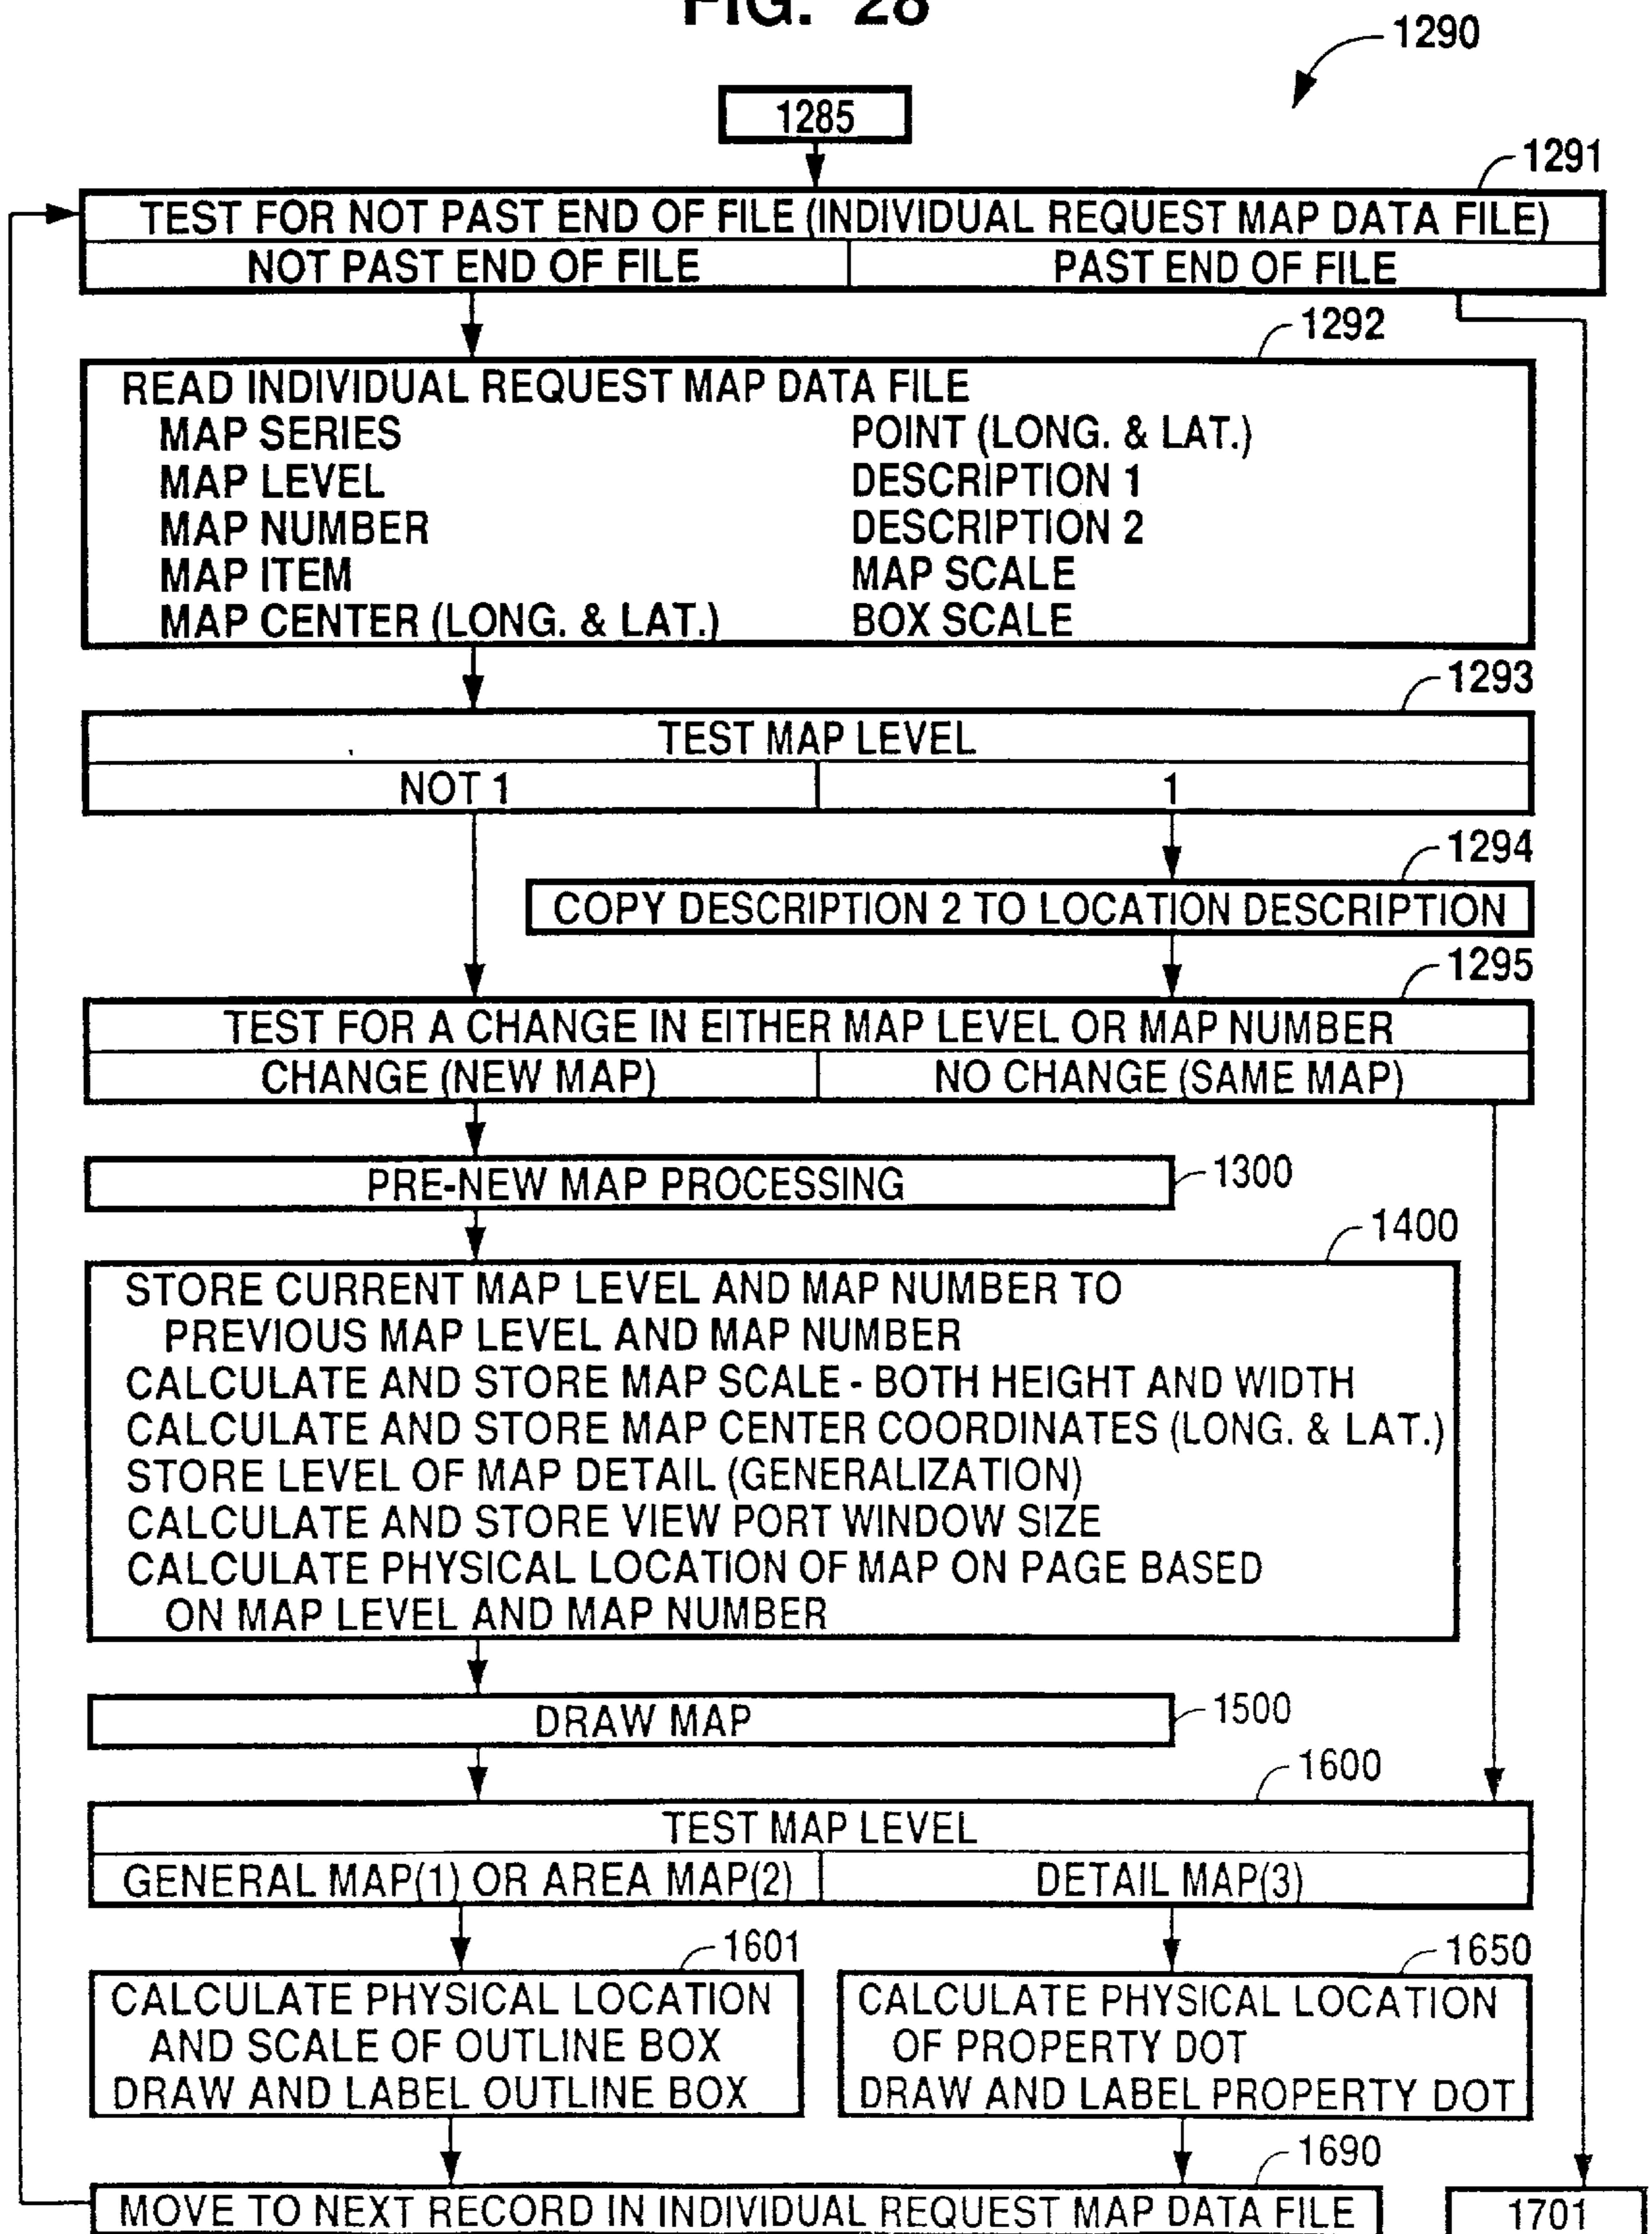 FIG. 28
1290
1285
1291
TEST FOR NOT PAST END OF FILE (INDIVIDUAL REQUEST MAP DATA FILE)
NOT PAST END OF FILE
PAST END OF FILE
1292
READ INDIVIDUAL REQUEST MAP DATA FILE
MAP SERIES
MAP LEVEL
MAP NUMBER
MAP ITEM
MAP CENTER (LONG. & LAT.)
POINT (LONG. & LAT.)
DESCRIPTION 1
DESCRIPTION 2
MAP SCALE
BOX SCALE
1293
TEST MAP LEVEL
NOT 1
1
1294
COPY DESCRIPTION 2 TO LOCATION DESCRIPTION
1295
TEST FOR A CHANGE IN EITHER MAP LEVEL OR MAP NUMBER
CHANGE (NEW MAP)
NO CHANGE (SAME MAP)
PRE-NEW MAP PROCESSING
1300
1400
STORE CURRENT MAP LEVEL AND MAP NUMBER TO
PREVIOUS MAP LEVEL AND MAP NUMBER
CALCULATE AND STORE MAP SCALE - BOTH HEIGHT AND WIDTH
CALCULATE AND STORE MAP CENTER COORDINATES (LONG. & LAT.)
STORE LEVEL OF MAP DETAIL (GENERALIZATION)
CALCULATE AND STORE VIEW PORT WINDOW SIZE
CALCULATE PHYSICAL LOCATION OF MAP ON PAGE BASED
ON MAP LEVEL AND MAP NUMBER
DRAW MAP
1500
1600
TEST MAP LEVEL
GENERAL MAP(1) OR AREA MAP(2)
DETAIL MAP(3)
1601
CALCULATE PHYSICAL LOCATION
AND SCALE OF OUTLINE BOX
DRAW AND LABEL OUTLINE BOX
1650
CALCULATE PHYSICAL LOCATION
OF PROPERTY DOT
DRAW AND LABEL PROPERTY DOT
1690
MOVE TO NEXT RECORD IN INDIVIDUAL REQUEST MAP DATA FILE
1701